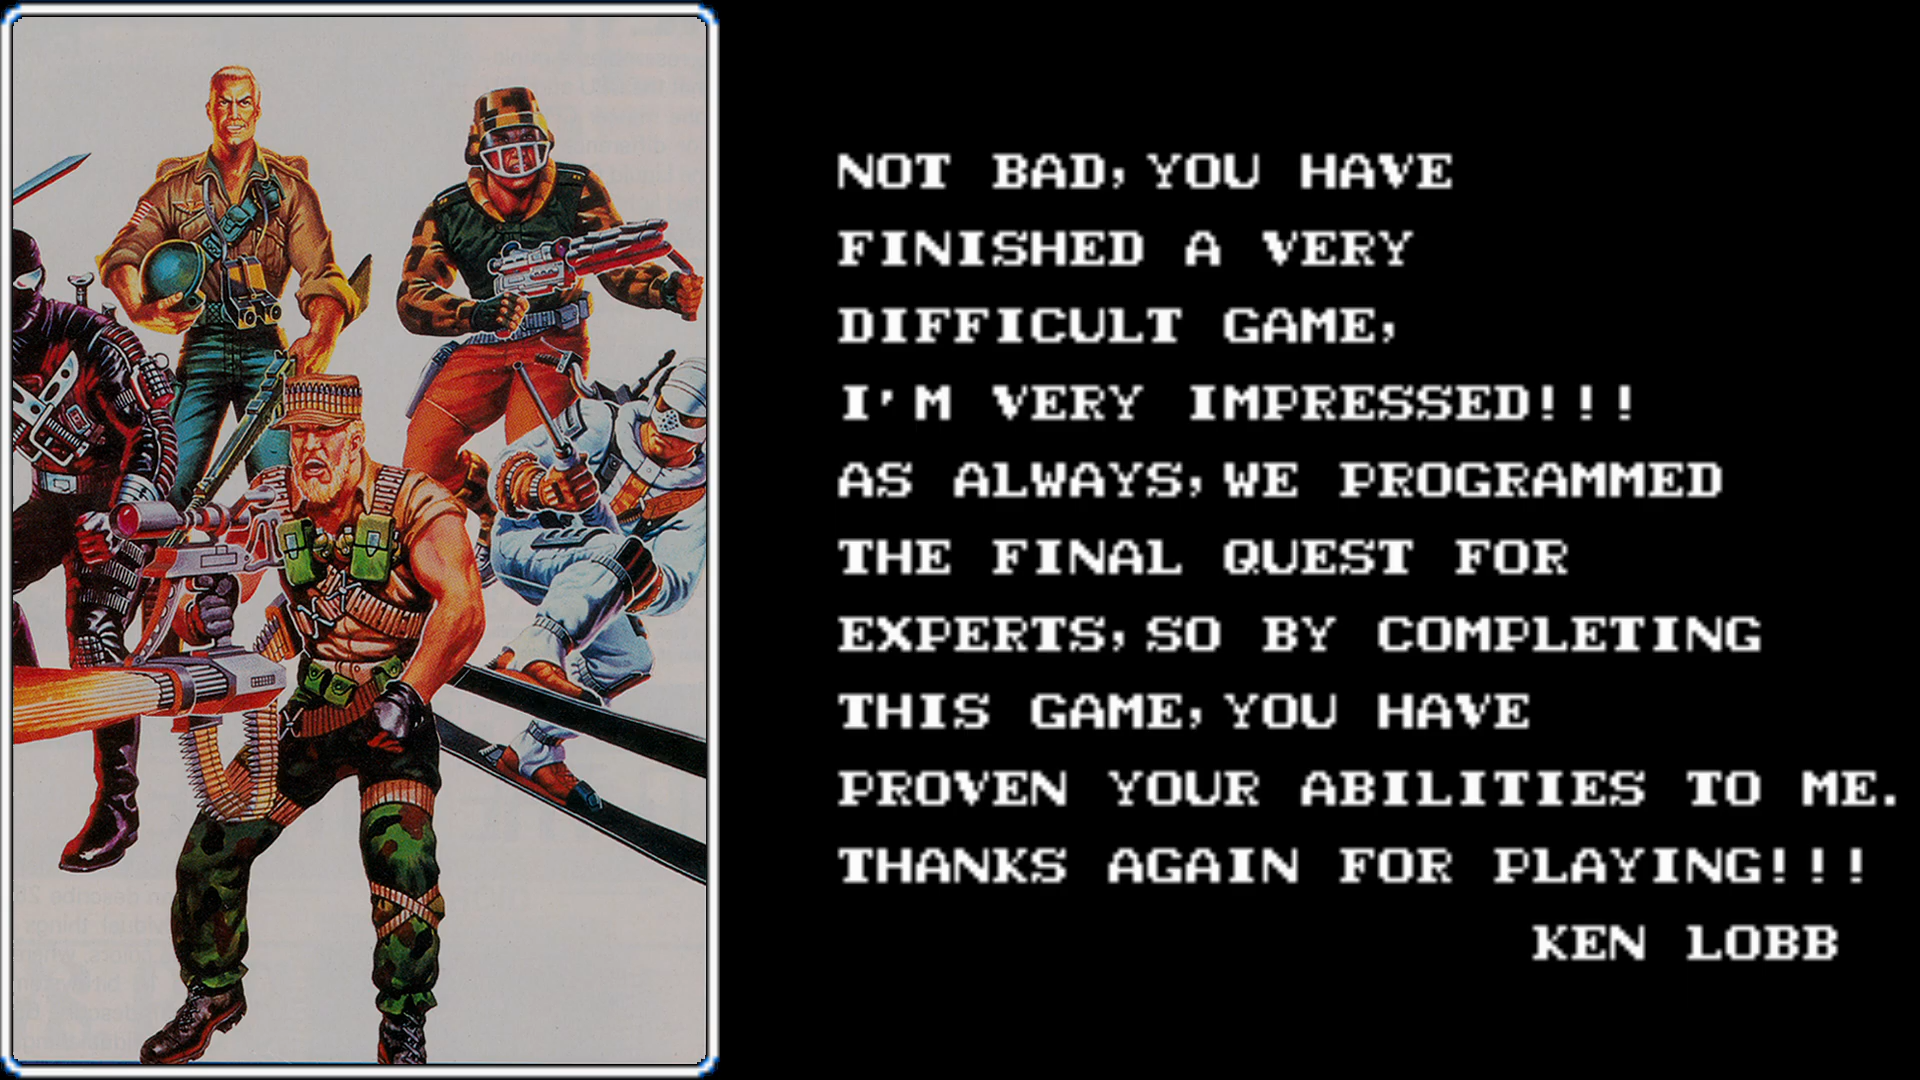 NOT BAD, YOU HAVE
FINISHED A VERY
DIFFICULT GAME,
I'M VERY IMPRESSED!!!
AS ALWAYS, WE PROGRAMMED
THE FINAL QUEST FOR
EXPERTS, SO BY COMPLETING
THIS GAME, YOU HAVE
PROVEN YOUR ABILITIES TO ME.
THANKS AGAIN FOR PLAYING!!!
KEN LOBB